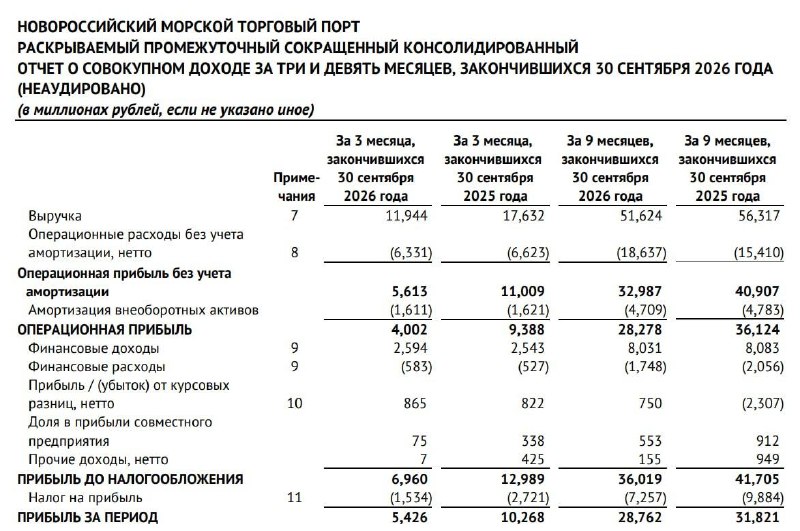 НОВОРОССИЙСКИЙ МОРСКОЙ ТОРГОВЫЙ ПОРТ
РАСКРЫВАЕМЫЙ ПРОМЕЖУТОЧНЫЙ СОКРАЩЕННЫЙ КОНСОЛИДИРОВАННЫЙ
ОТЧЕТ О СОВОКУПНОМ ДОХОДЕ ЗА ТРИ И ДЕВЯТЬ МЕСЯЦЕВ, ЗАКОНЧИВШИХСЯ 30 СЕНТЯБРЯ 2026 ГОДА
(НЕАУДИРОВАНО)
(в миллионах рублей, если не указано иное)
За 3 месяца, За 3 месяца, За 9 месяцев, За 9 месяцев,
закончившихся закончившихся закончившихся закончившихся
Приме- 30 сентября 30 сентября 30 сентября 30 сентября
чания 2026 года 2025 года 2026 года 2025 года
Выручка 7 11,944 17,632 51,624 56,317
Операционные расходы без учета
амортизации, нетто 8 (6,331) (6,623) (18,637) (15,410)
Операционная прибыль без учета
амортизации 5,613 11,009 32,987 40,907
Амортизация внеоборотных активов (1,611) (1,621) (4,709) (4,783)
ОПЕРАЦИОННАЯ ПРИБЫЛЬ 4,002 9,388 28,278 36,124
Финансовые доходы 9 2,594 2,543 8,031 8,083
Финансовые расходы 9 (583) (527) (1,748) (2,056)
Прибыль / (убыток) от курсовых
разниц, нетто 10 865 822 750 (2,307)
Доля в прибыли совместного
предприятия 75 338 553 912
Прочие доходы, нетто 7 425 155 949
ПРИБЫЛЬ ДО НАЛОГООБЛОЖЕНИЯ 6,960 12,989 36,019 41,705
Налог на прибыль 11 (1,534) (2,721) (7,257) (9,884)
ПРИБЫЛЬ ЗА ПЕРИОД 5,426 10,268 28,762 31,821